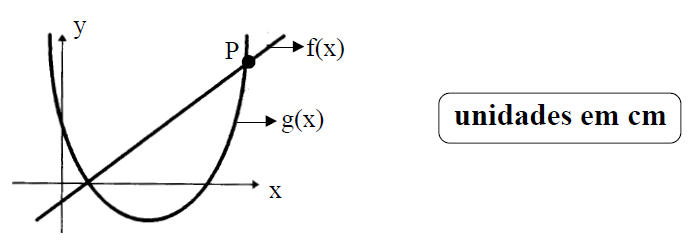 y
P
f(x)
g(x)
x
unidades em cm